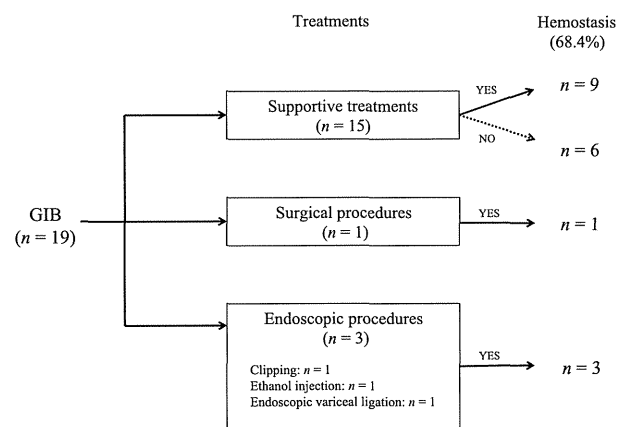 Treatments
Hemostasis
(68.4%)
Supportive treatments
(n = 15)
YES
n = 9
NO
n = 6
GIB
(n = 19)
Surgical procedures
(n = 1)
YES
n = 1
Endoscopic procedures
(n = 3)
Clipping: n = 1
Ethanol injection: n = 1
Endoscopic variceal ligation: n = 1
YES
n = 3